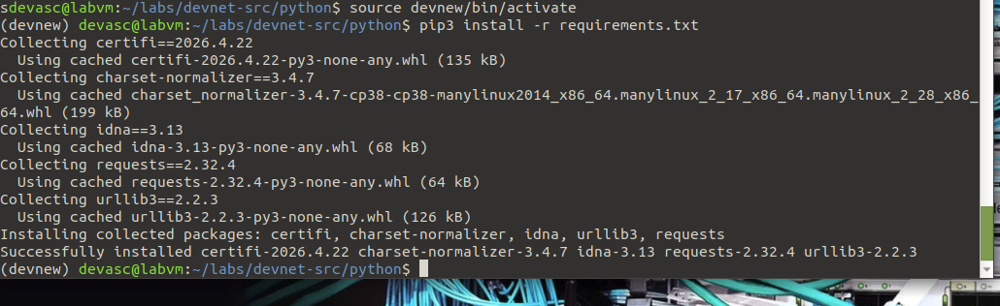 sdevasc@labvm:~/labs/devnet-src/python$ source devnew/bin/activate
(devnew) devasc@labvm:~/labs/devnet-src/python$ pip3 install -r requirements.txt
Collecting certifi==2026.4.22
  Using cached certifi-2026.4.22-py3-none-any.whl (135 kB)
Collecting charset-normalizer==3.4.7
  Using cached charset_normalizer-3.4.7-cp38-cp38-manylinux2014_x86_64.manylinux_2_17_x86_64.manylinux_2_28_x86_
64.whl (199 kB)
Collecting idna==3.13
  Using cached idna-3.13-py3-none-any.whl (68 kB)
Collecting requests==2.32.4
  Using cached requests-2.32.4-py3-none-any.whl (64 kB)
Collecting urllib3==2.2.3
  Using cached urllib3-2.2.3-py3-none-any.whl (126 kB)
Installing collected packages: certifi, charset-normalizer, idna, urllib3, requests
Successfully installed certifi-2026.4.22 charset-normalizer-3.4.7 idna-3.13 requests-2.32.4 urllib3-2.2.3
(devnew) devasc@labvm:~/labs/devnet-src/python$